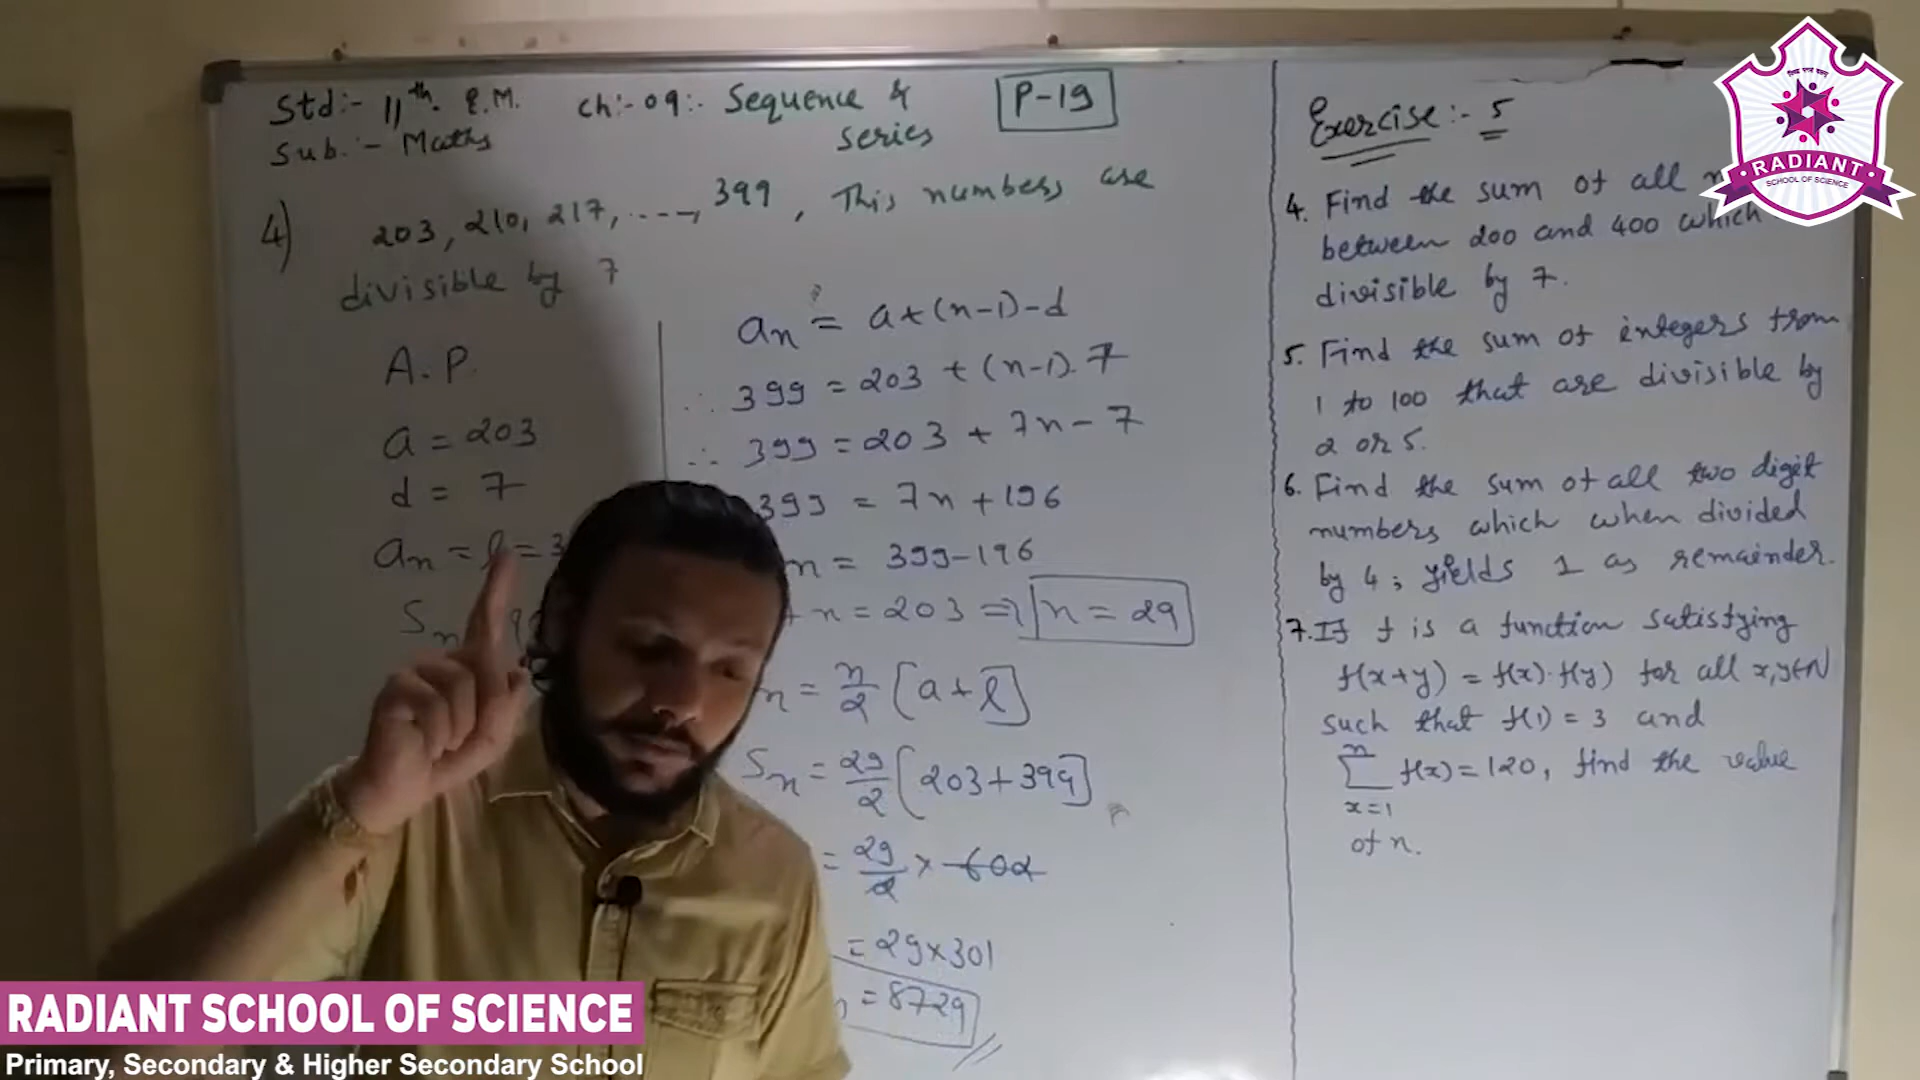 Std:- 11th. E.M. ch:- 09:- Sequence & P-19
Sub.:- Maths series
4) 203, 210, 217, ...., 399, This numbers are
divisible by 7
A.P.
a = 203
d = 7
an = l = 3
Sn
an = a + (n-1)-d
∴ 399 = 203 + (n-1).7
∴ 399 = 203 + 7n - 7
399 = 7n + 196
n = 399-196
n = 203 ⇒ n = 29
n = n/2 [a + l]
Sn = 29/2 [203+399]
= 29/2 × 602
= 29×301
= 8729
Exercise:- 5
4. Find the sum of all
between 200 and 400 which
divisible by 7.
5. Find the sum of integers from
1 to 100 that are divisible by
2 or 5.
6. Find the sum of all two digit
numbers which when divided
by 4; yields 1 as remainder.
7. If f is a function satisfying
f(x+y) = f(x)·f(y) for all x,y∈N
such that f(1) = 3 and
n
∑ f(x) = 120, find the value
x=1
of n.
RADIANT
SCHOOL OF SCIENCE
RADIANT SCHOOL OF SCIENCE
Primary, Secondary & Higher Secondary School